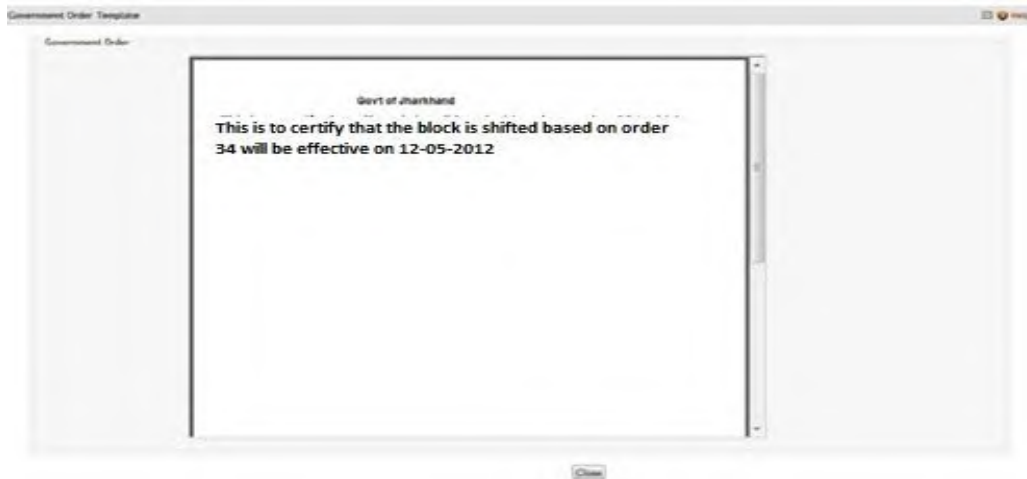 Government Order Template
Help
Government Order
Govt of Jharkhand
This is to certify that the block is shifted based on order
34 will be effective on 12-05-2012
Close